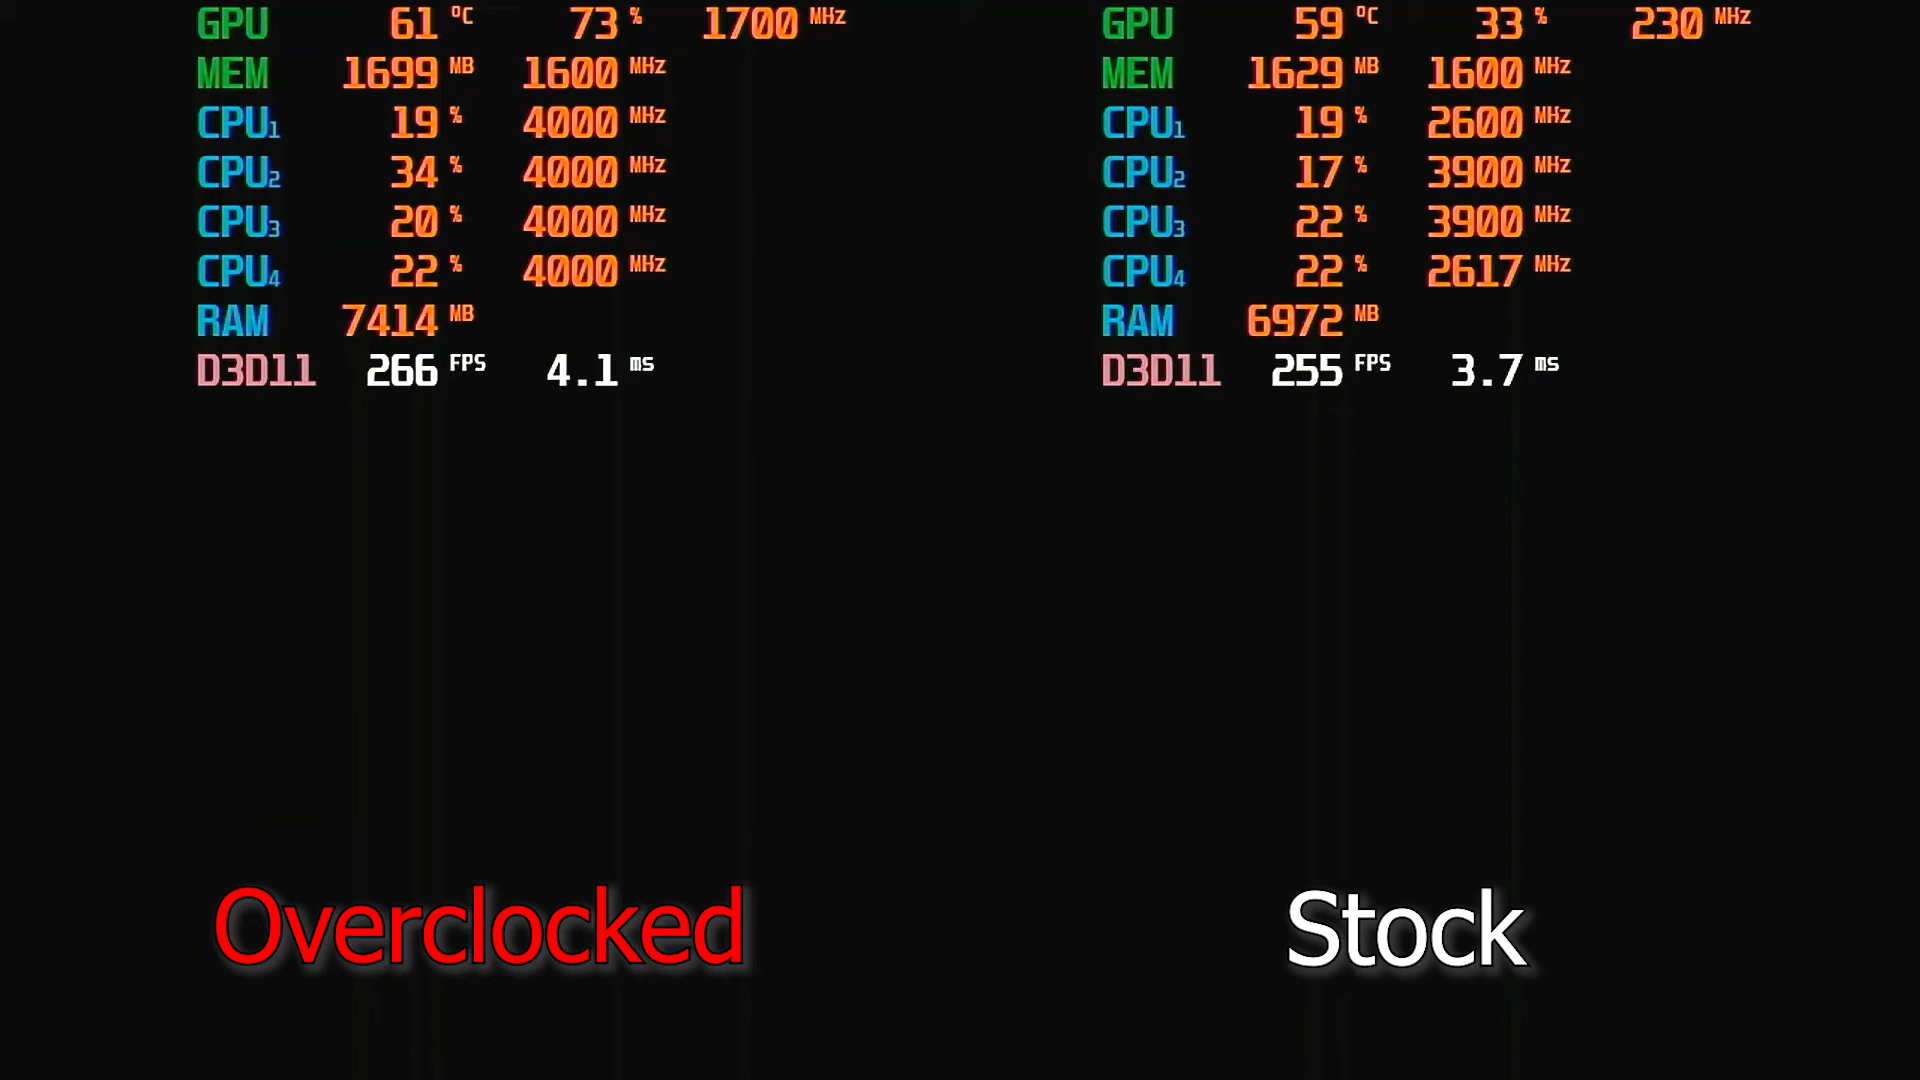 GPU 61 °C 73 % 1700 MHz
MEM 1699 MB 1600 MHz
CPU1 19 % 4000 MHz
CPU2 34 % 4000 MHz
CPU3 20 % 4000 MHz
CPU4 22 % 4000 MHz
RAM 7414 MB
D3D11 266 FPS 4.1 ms
Overclocked
GPU 59 °C 33 % 230 MHz
MEM 1629 MB 1600 MHz
CPU1 19 % 2600 MHz
CPU2 17 % 3900 MHz
CPU3 22 % 3900 MHz
CPU4 22 % 2617 MHz
RAM 6972 MB
D3D11 255 FPS 3.7 ms
Stock